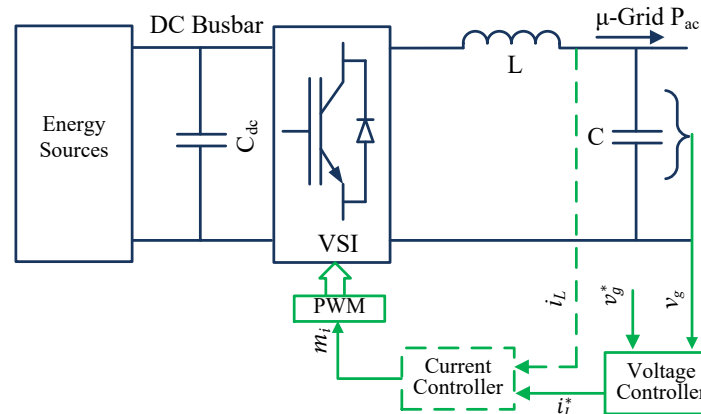 DC Busbar
μ-Grid P_ac
L
Energy
Sources
C_dc
C
VSI
PWM
m_i
i_L
v_g^*
v_g
Current
Controller
Voltage
Controller
i_L^*